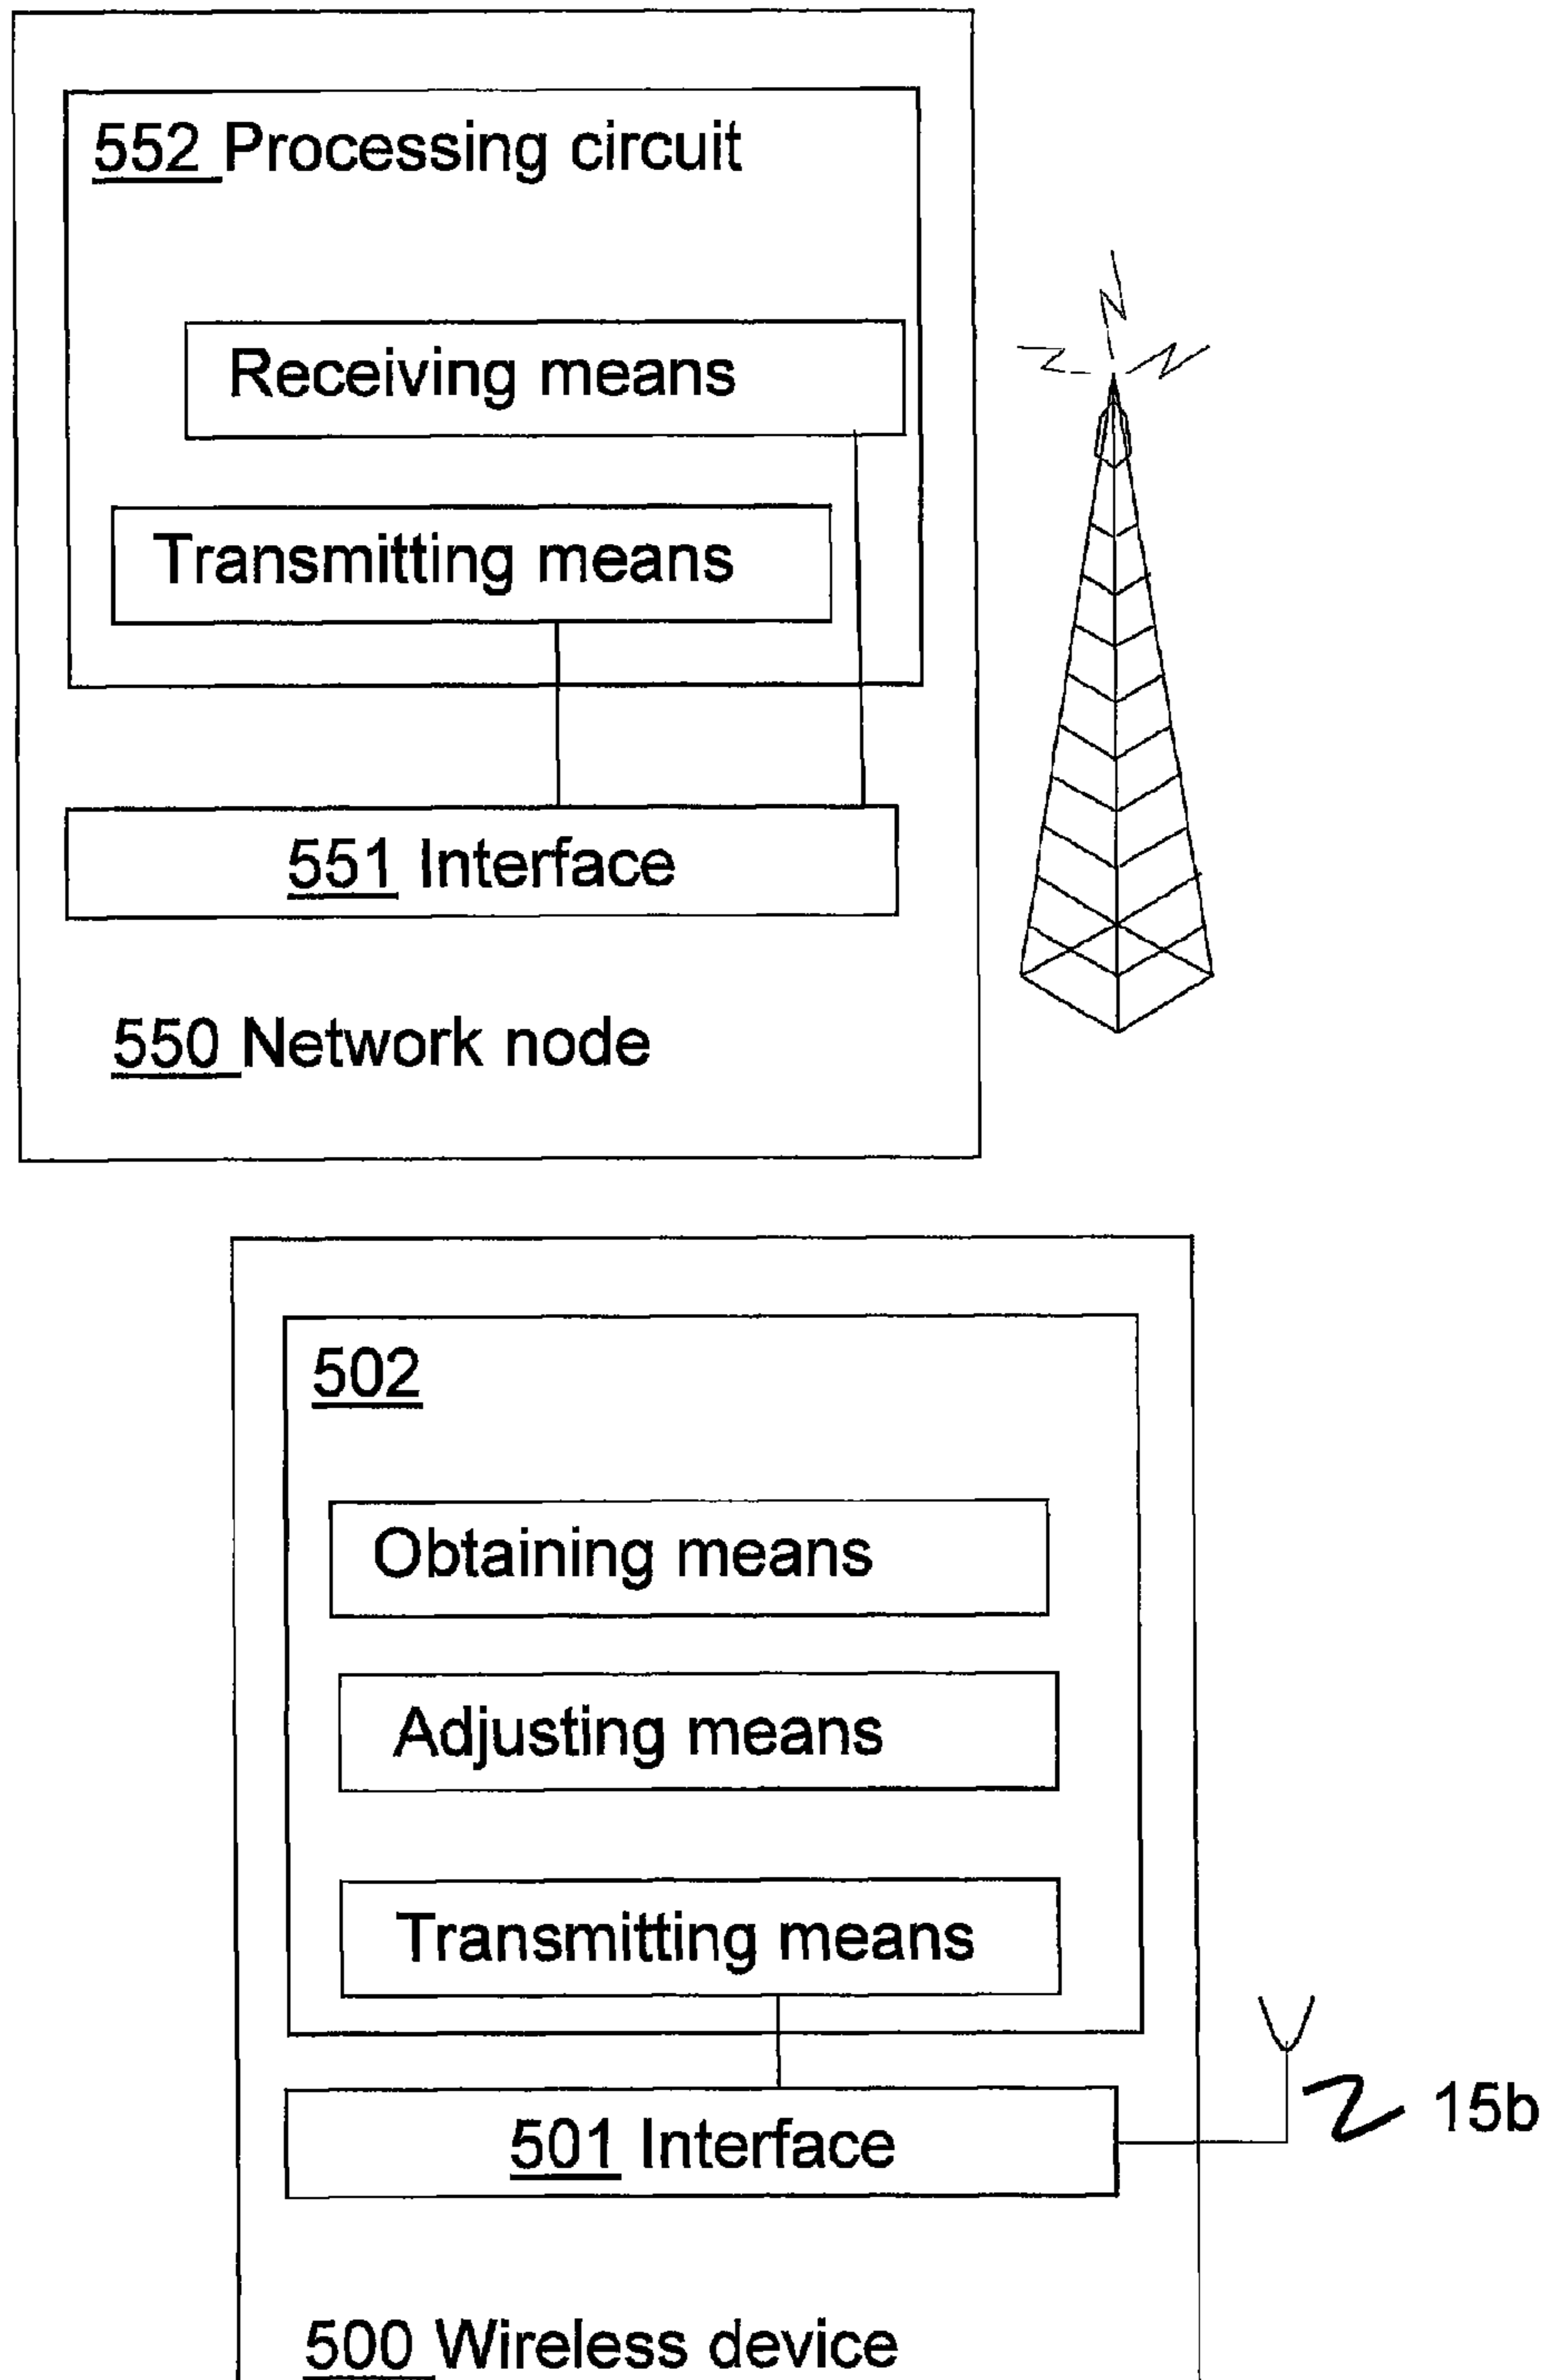 552 Processing circuit
Receiving means
Transmitting means
551 Interface
550 Network node
502
Obtaining means
Adjusting means
Transmitting means
501 Interface
15b
500 Wireless device